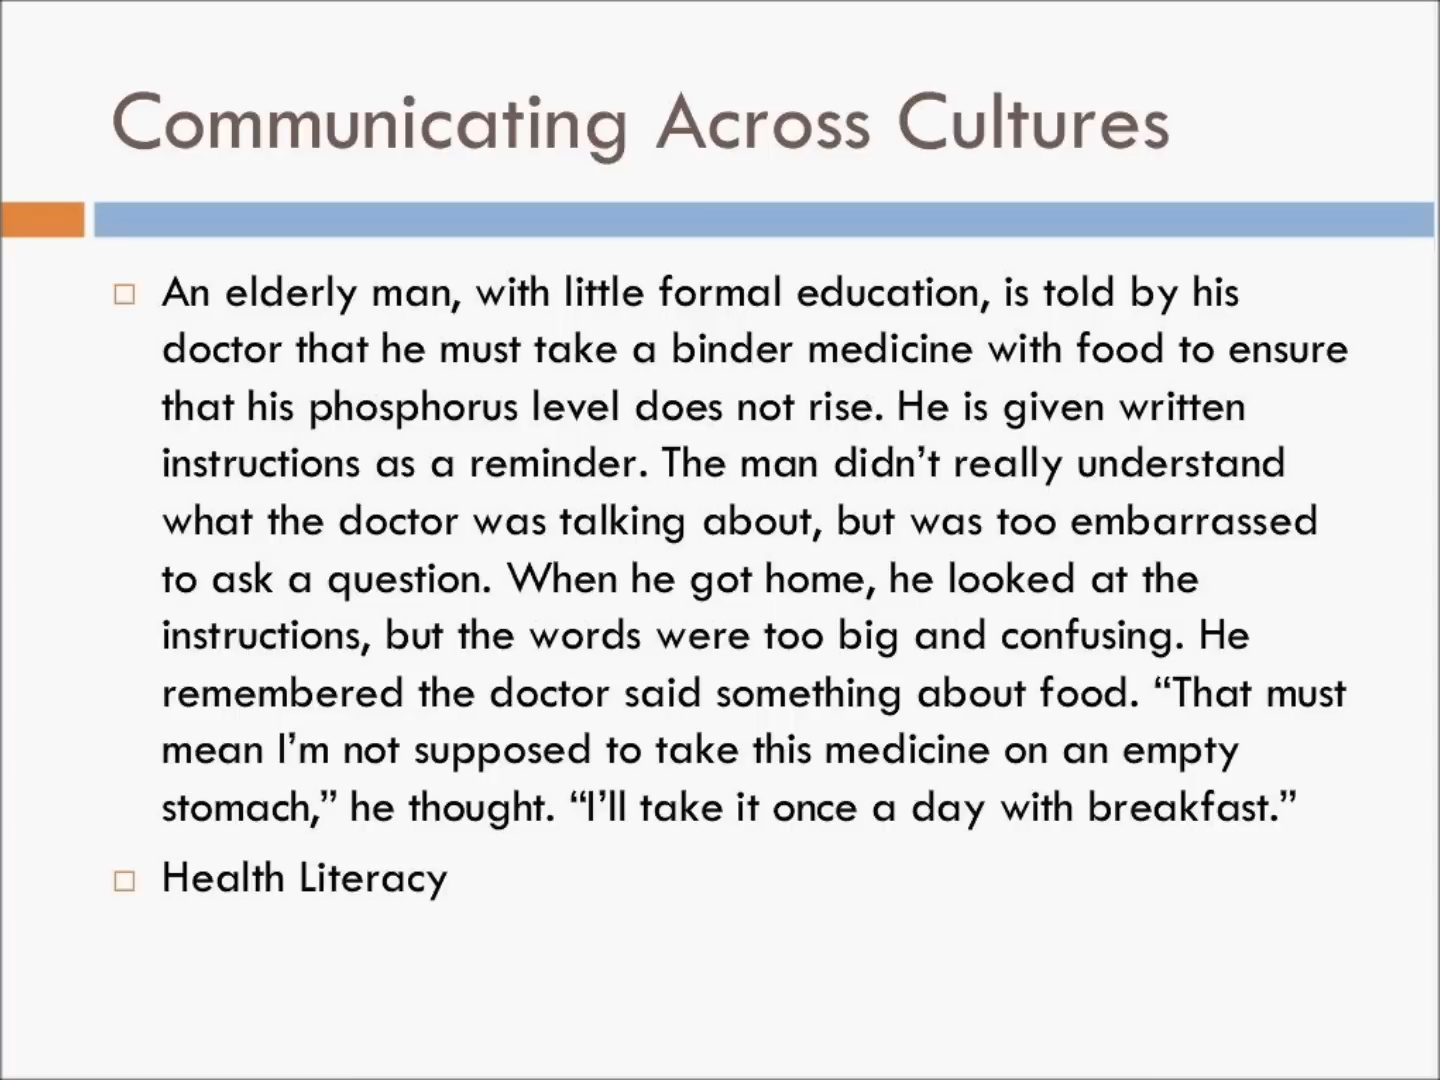 Communicating Across Cultures
An elderly man, with little formal education, is told by his
doctor that he must take a binder medicine with food to ensure
that his phosphorus level does not rise. He is given written
instructions as a reminder. The man didn’t really understand
what the doctor was talking about, but was too embarrassed
to ask a question. When he got home, he looked at the
instructions, but the words were too big and confusing. He
remembered the doctor said something about food. “That must
mean I’m not supposed to take this medicine on an empty
stomach,” he thought. “I’ll take it once a day with breakfast.”
Health Literacy